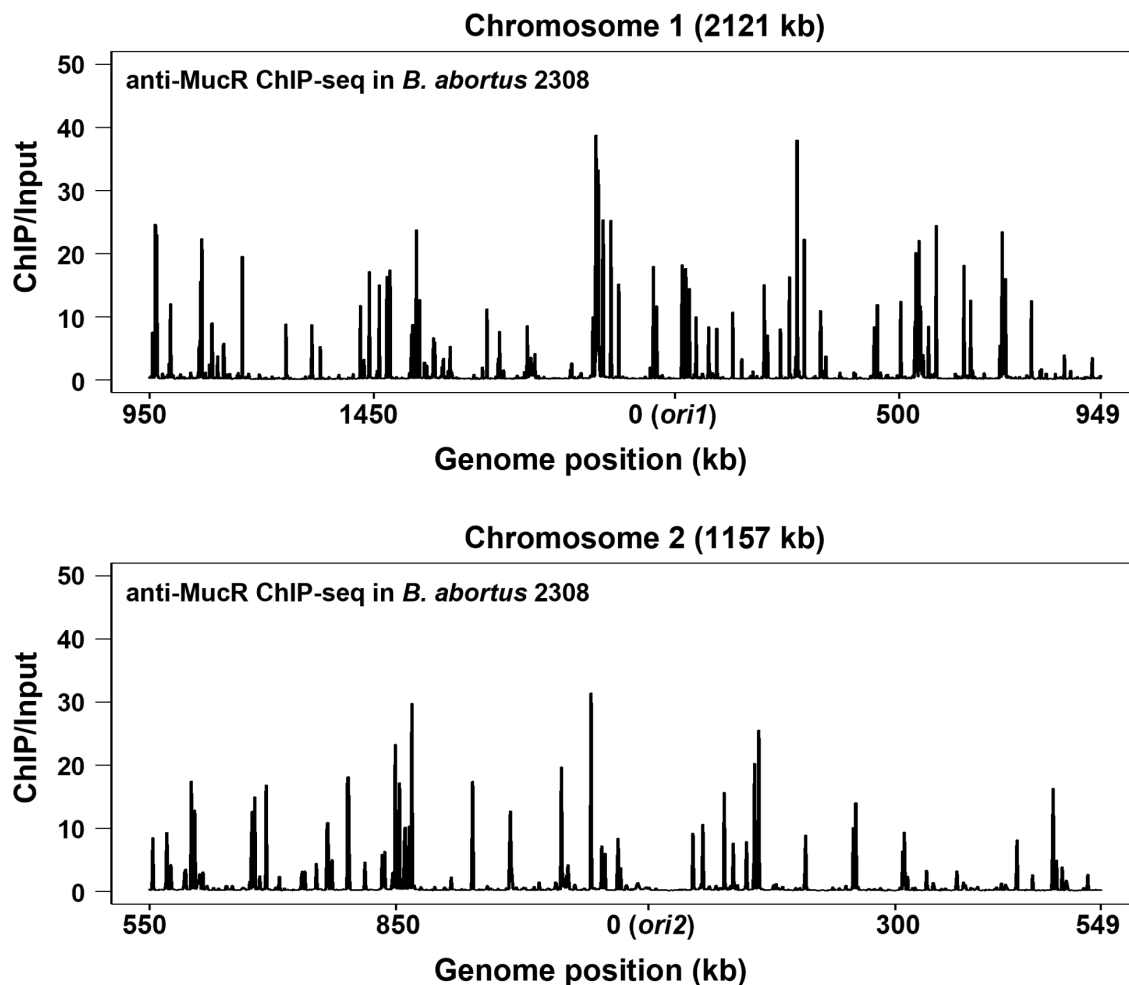 Chromosome 1 (2121 kb)
anti-MucR ChIP-seq in B. abortus 2308
50
40
30
20
10
0
ChIP/Input
950 1450 0 (ori1) 500 949
Genome position (kb)
Chromosome 2 (1157 kb)
anti-MucR ChIP-seq in B. abortus 2308
50
40
30
20
10
0
ChIP/Input
550 850 0 (ori2) 300 549
Genome position (kb)